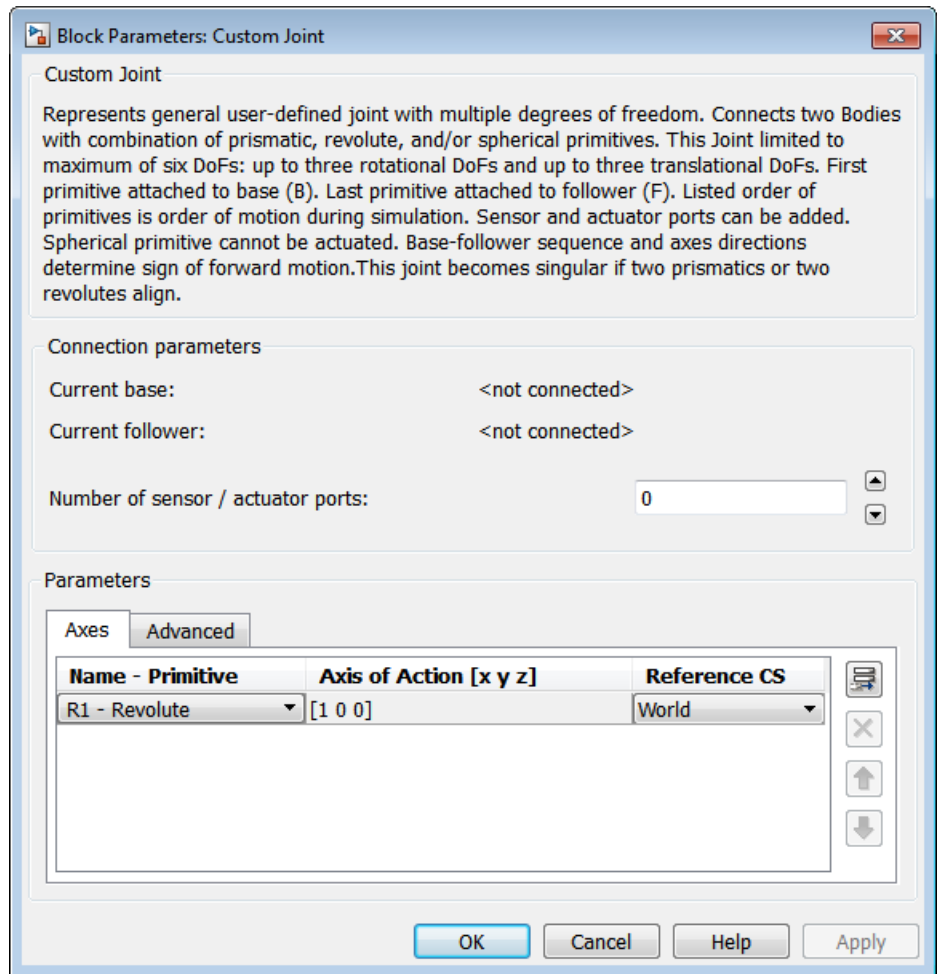 Block Parameters: Custom Joint
Custom Joint
Represents general user-defined joint with multiple degrees of freedom. Connects two Bodies
with combination of prismatic, revolute, and/or spherical primitives. This Joint limited to
maximum of six DoFs: up to three rotational DoFs and up to three translational DoFs. First
primitive attached to base (B). Last primitive attached to follower (F). Listed order of
primitives is order of motion during simulation. Sensor and actuator ports can be added.
Spherical primitive cannot be actuated. Base-follower sequence and axes directions
determine sign of forward motion.This joint becomes singular if two prismatics or two
revolutes align.
Connection parameters
Current base: <not connected>
Current follower: <not connected>
Number of sensor / actuator ports: 0
Parameters
Axes Advanced
Name - Primitive Axis of Action [x y z] Reference CS
R1 - Revolute [1 0 0] World
OK Cancel Help Apply